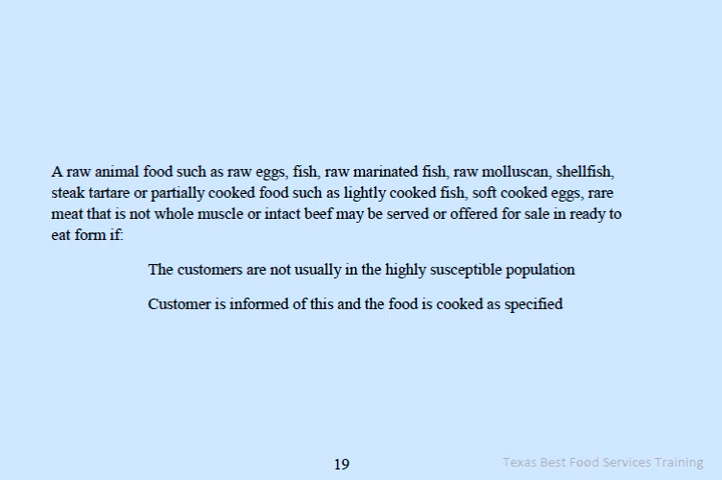 A raw animal food such as raw eggs, fish, raw marinated fish, raw molluscan, shellfish,
steak tartare or partially cooked food such as lightly cooked fish, soft cooked eggs, rare
meat that is not whole muscle or intact beef may be served or offered for sale in ready to
eat form if:
The customers are not usually in the highly susceptible population
Customer is informed of this and the food is cooked as specified
19
Texas Best Food Services Training